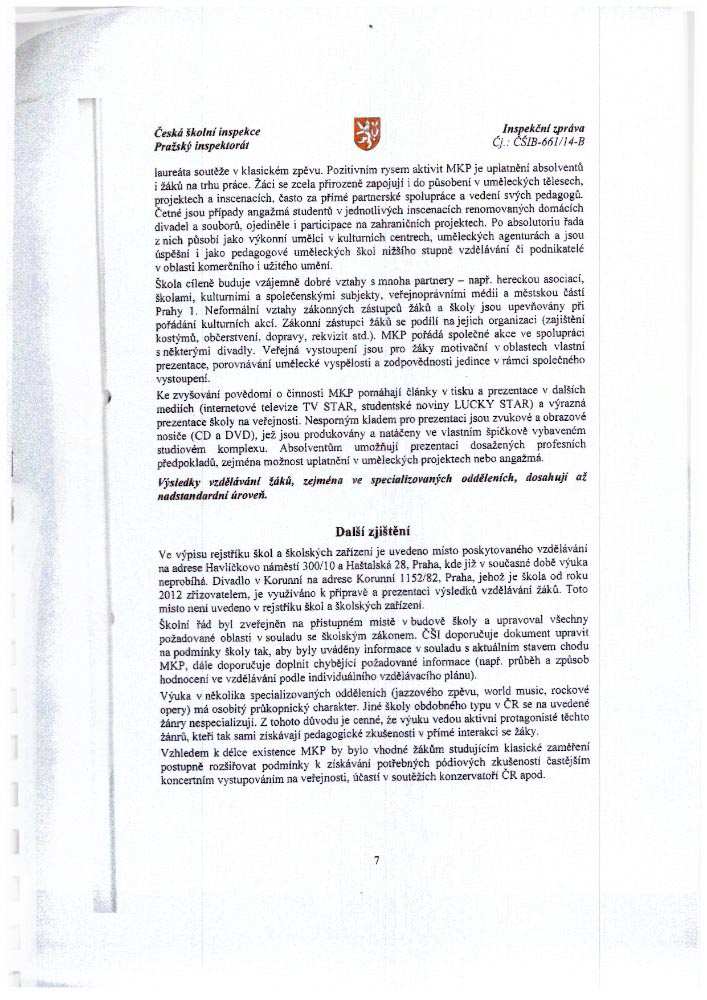 Česká školní inspekce
Pražský inspektorát
Inspekční zpráva
Čj.: ČŠIB-661/14-B
laureáta soutěže v klasickém zpěvu. Pozitivním rysem aktivit MKP je uplatnění absolventů
i žáků na trhu práce. Žáci se zcela přirozeně zapojují i do působení v uměleckých tělesech,
projektech a inscenacích, často za přímé partnerské spolupráce a vedení svých pedagogů.
Četné jsou případy angažmá studentů v jednotlivých inscenacích renomovaných domácích
divadel a souborů, ojediněle i participace na zahraničních projektech. Po absolutoriu řada
z nich působí jako výkonní umělci v kulturních centrech, uměleckých agenturách a jsou
úspěšní i jako pedagogové uměleckých škol nižšího stupně vzdělávání či podnikatelé
v oblasti komerčního i užitého umění.
Škola cíleně buduje vzájemně dobré vztahy s mnoha partnery – např. hereckou asociací,
školami, kulturními a společenskými subjekty, veřejnoprávními médii a městskou částí
Prahy 1. Neformální vztahy zákonných zástupců žáků a školy jsou upevňovány při
pořádání kulturních akcí. Zákonní zástupci žáků se podílí na jejich organizaci (zajištění
kostýmů, občerstvení, dopravy, rekvizit atd.). MKP pořádá společné akce ve spolupráci
s některými divadly. Veřejná vystoupení jsou pro žáky motivační v oblastech vlastní
prezentace, porovnávání umělecké vyspělosti a zodpovědnosti jedince v rámci společného
vystoupení.
Ke zvyšování povědomí o činnosti MKP pomáhají články v tisku a prezentace v dalších
mediích (internetové televize TV STAR, studentské noviny LUCKY STAR) a výrazná
prezentace školy na veřejnosti. Nesporným kladem pro prezentaci jsou zvukové a obrazové
nosiče (CD a DVD), jež jsou produkovány a natáčeny ve vlastním špičkově vybaveném
studiovém komplexu. Absolventům umožňují prezentaci dosažených profesních
předpokladů, zejména možnost uplatnění v uměleckých projektech nebo angažmá.
Výsledky vzdělávání žáků, zejména ve specializovaných odděleních, dosahují až
nadstandardní úroveň.
Další zjištění
Ve výpisu rejstříku škol a školských zařízení je uvedeno místo poskytovaného vzdělávání
na adrese Havlíčkovo náměstí 300/10 a Haštalská 28, Praha, kde již v současné době výuka
neprobíhá. Divadlo v Korunní na adrese Korunní 1152/82, Praha, jehož je škola od roku
2012 zřizovatelem, je využíváno k přípravě a prezentaci výsledků vzdělávání žáků. Toto
místo není uvedeno v rejstříku škol a školských zařízení.
Školní řád byl zveřejněn na přístupném místě v budově školy a upravoval všechny
požadované oblasti v souladu se školským zákonem. ČŠI doporučuje dokument upravit
na podmínky školy tak, aby byly uváděny informace v souladu s aktuálním stavem chodu
MKP, dále doporučuje doplnit chybějící požadované informace (např. průběh a způsob
hodnocení ve vzdělávání podle individuálního vzdělávacího plánu).
Výuka v několika specializovaných odděleních (jazzového zpěvu, world music, rockové
opery) má osobitý průkopnický charakter. Jiné školy obdobného typu v ČR se na uvedené
žánry nespecializují. Z tohoto důvodu je cenné, že výuku vedou aktivní protagonisté těchto
žánrů, kteří tak sami získávají pedagogické zkušenosti v přímé interakci se žáky.
Vzhledem k délce existence MKP by bylo vhodné žákům studujícím klasické zaměření
postupně rozšiřovat podmínky k získávání potřebných pódiových zkušeností častějším
koncertním vystupováním na veřejnosti, účastí v soutěžích konzervatoří ČR apod.
7